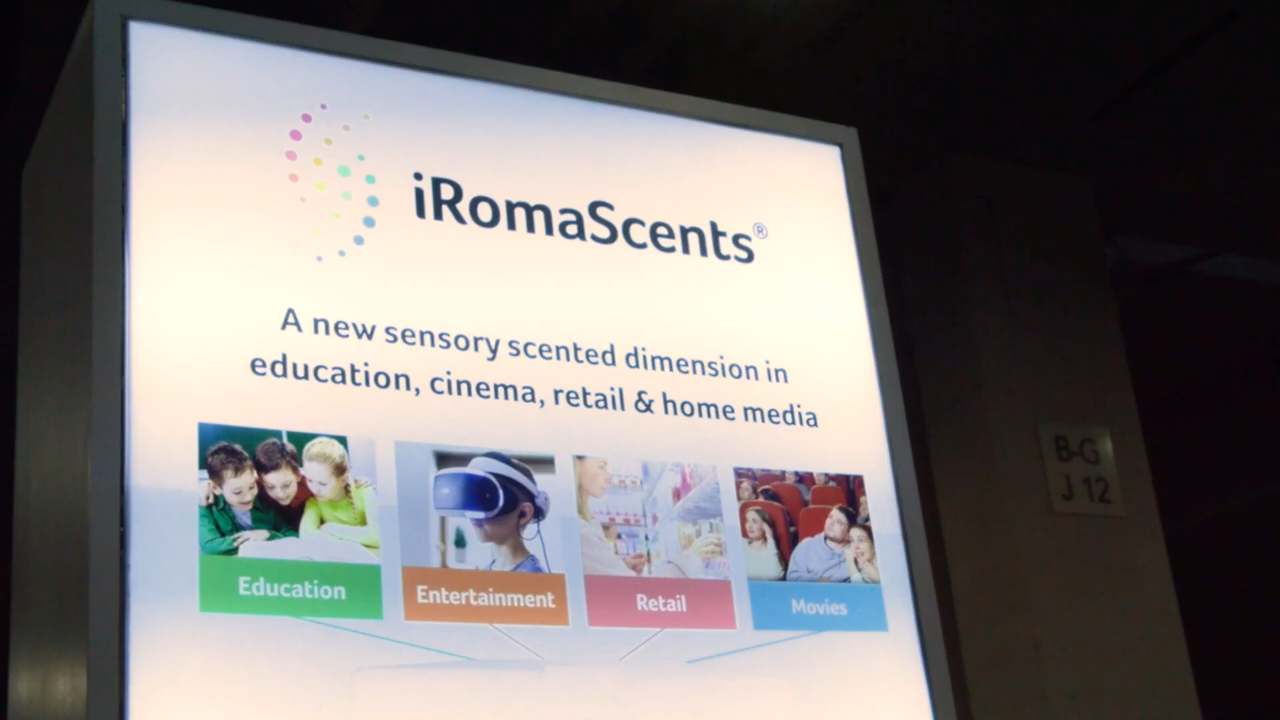 iRomaScents®
A new sensory scented dimension in
education, cinema, retail & home media
Education
Entertainment
Retail
Movies
B-G
J 12